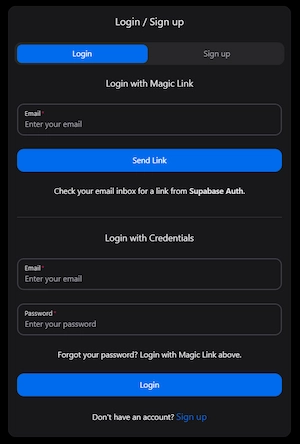 Login / Sign up
Login Sign up
Login with Magic Link
Email *
Enter your email
Send Link
Check your email inbox for a link from Supabase Auth.
Login with Credentials
Email *
Enter your email
Password *
Enter your password
Forgot your password? Login with Magic Link above.
Login
Don't have an account? Sign up